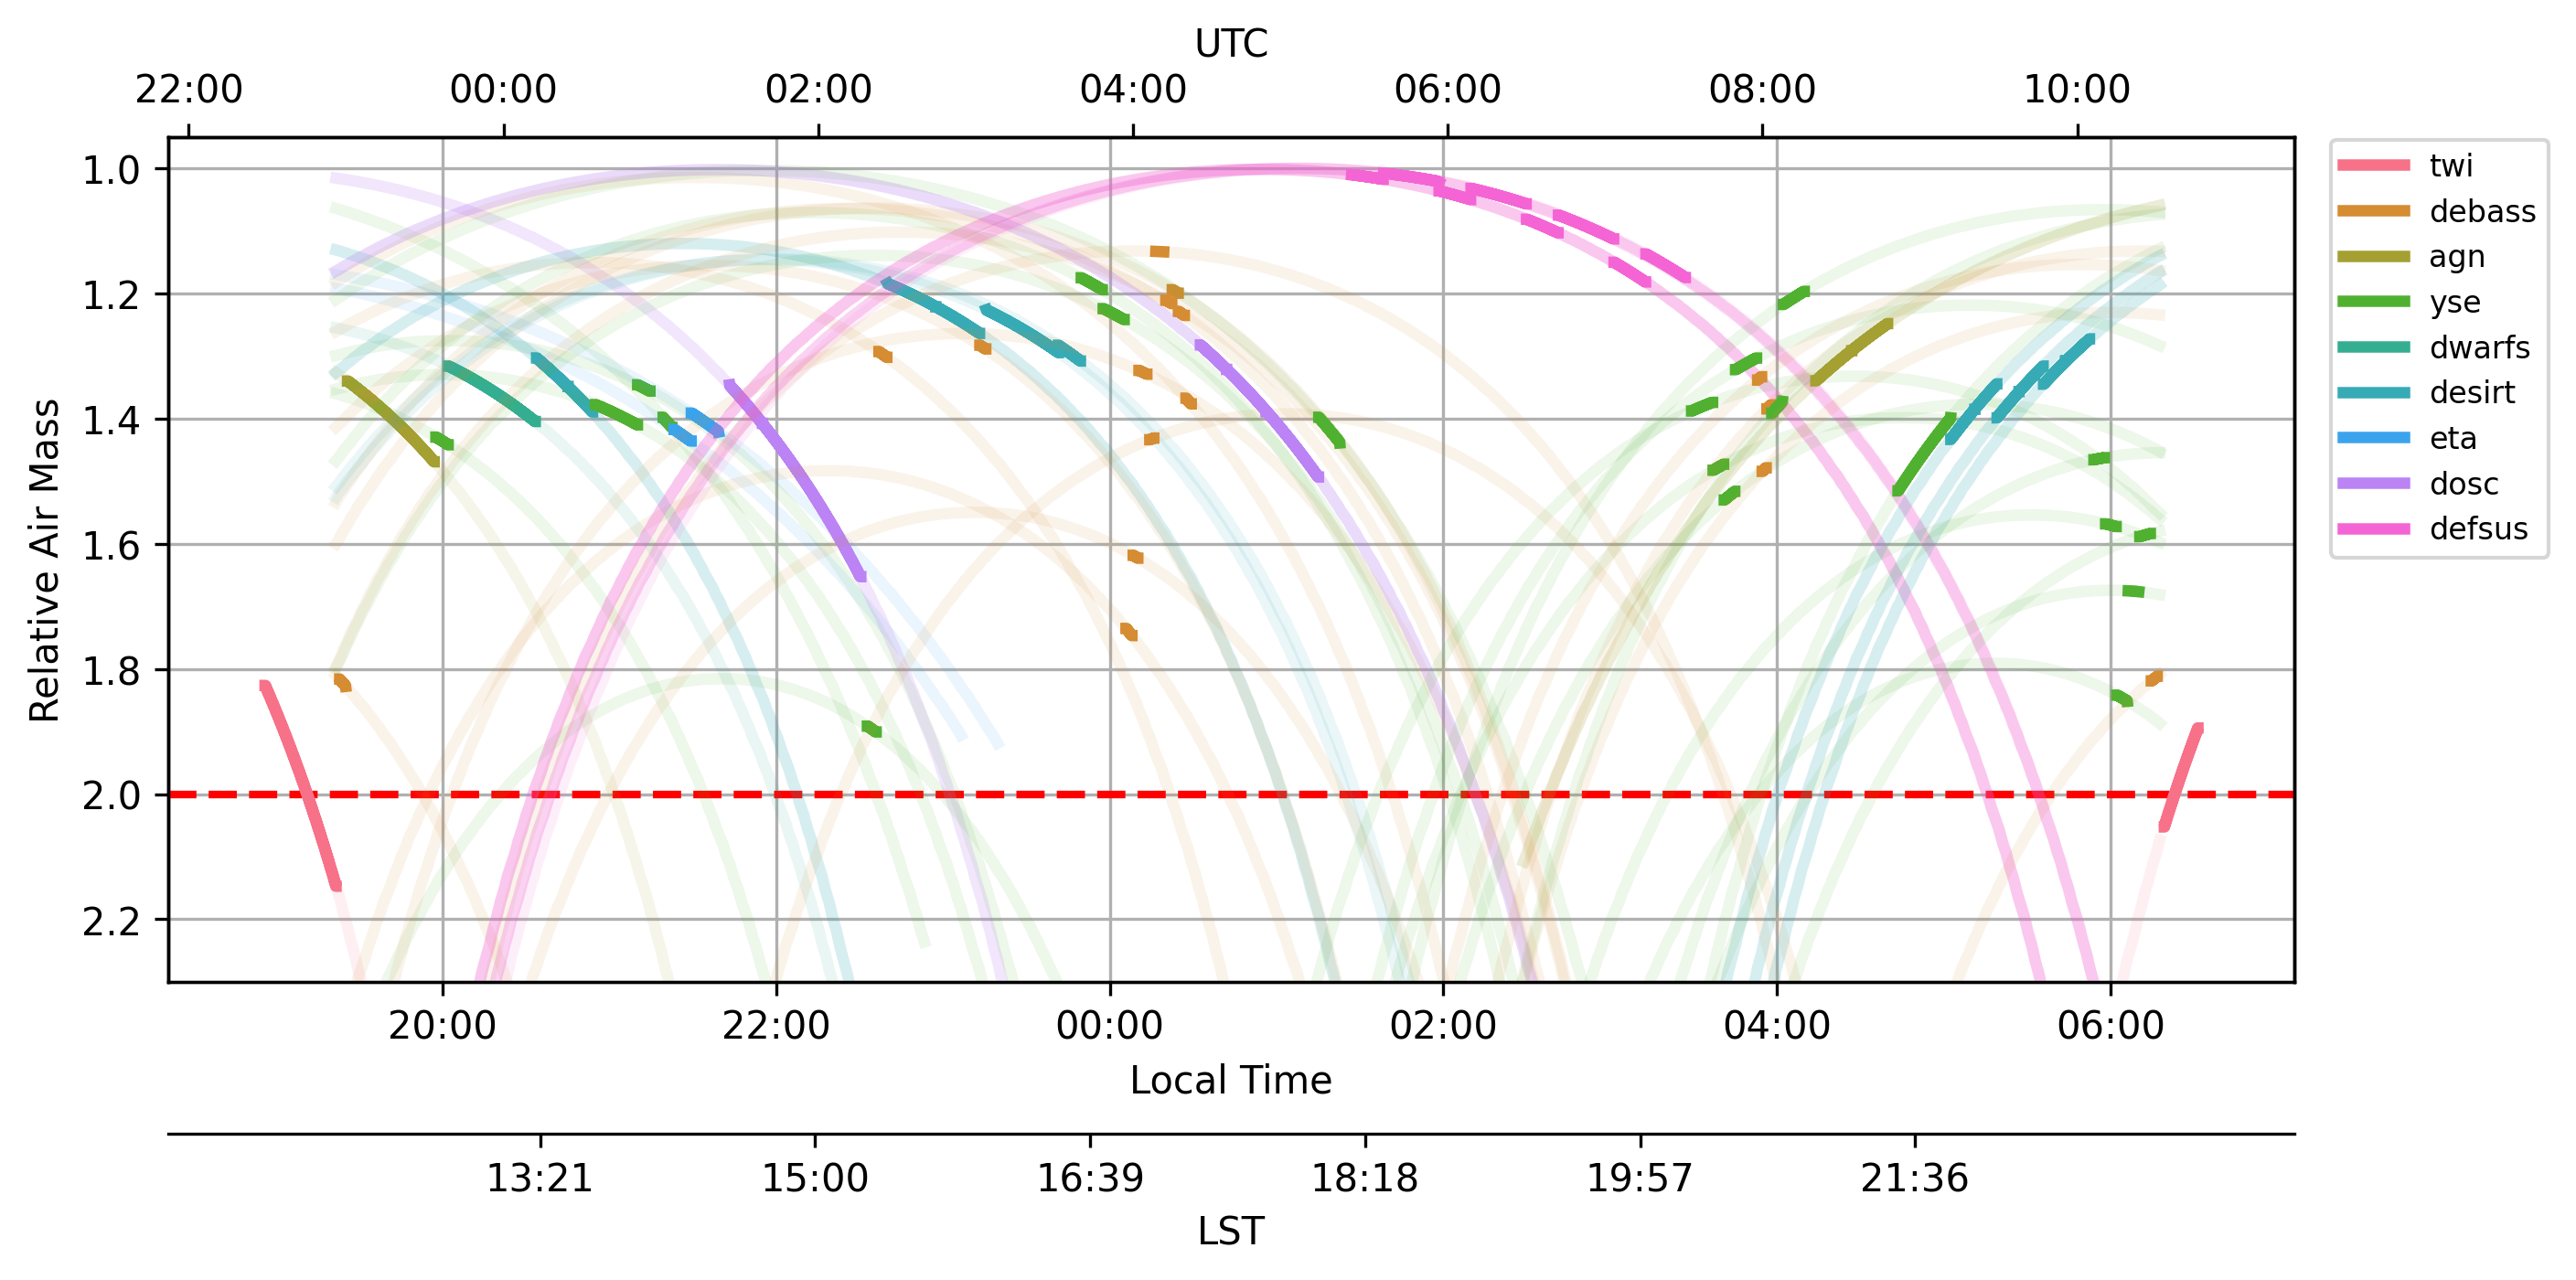 UTC
22:00 00:00 02:00 04:00 06:00 08:00 10:00
Relative Air Mass
1.0
1.2
1.4
1.6
1.8
2.0
2.2
twi
debass
agn
yse
dwarfs
desirt
eta
dosc
defsus
20:00 22:00 00:00 02:00 04:00 06:00
Local Time
13:21 15:00 16:39 18:18 19:57 21:36
LST